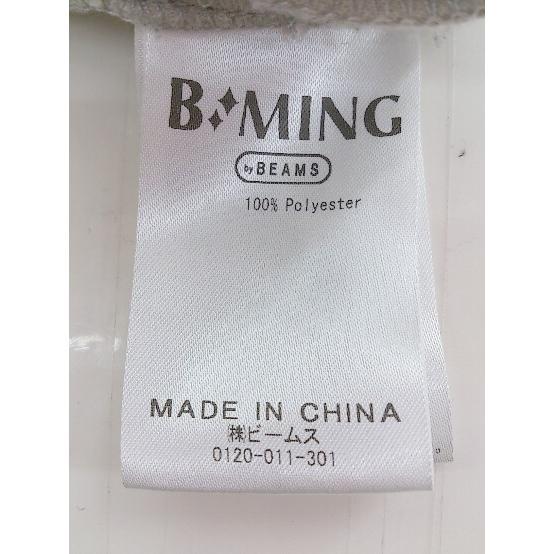 B:MING
by BEAMS
100% Polyester
MADE IN CHINA
㈱ビームス
0120-011-301